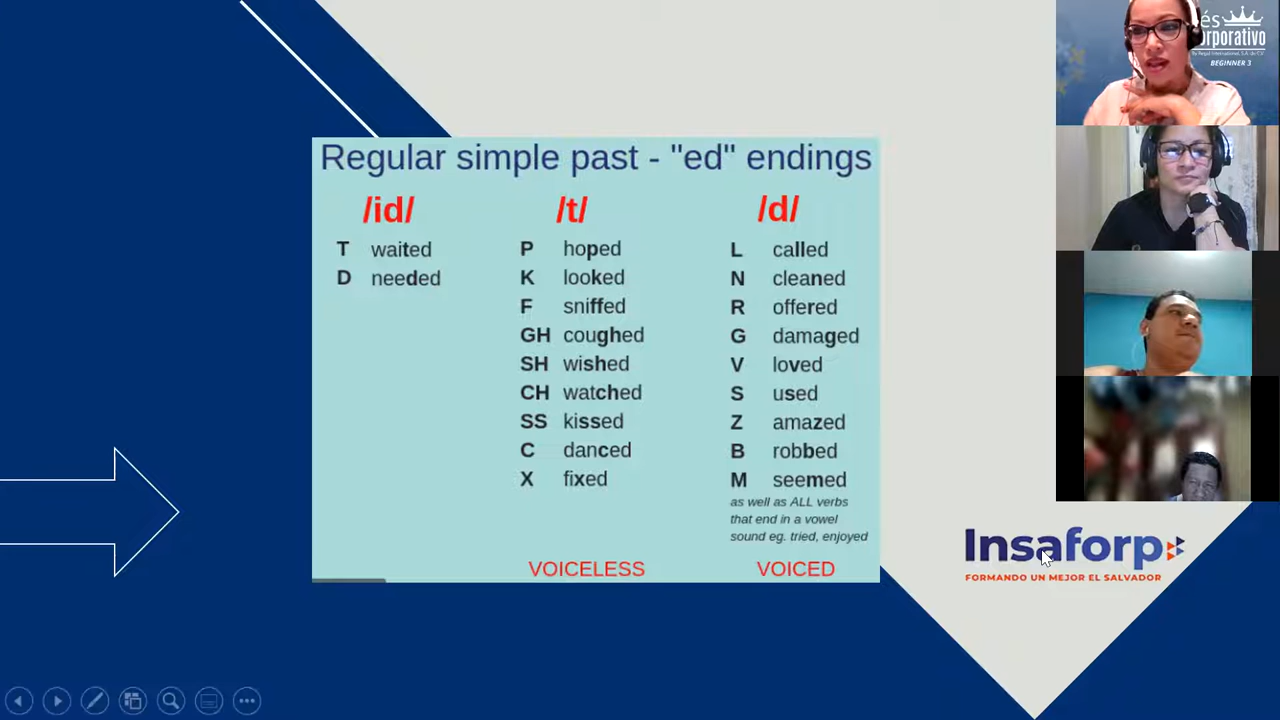 Regular simple past - "ed" endings
/id/
T waited
D needed
/t/
P hoped
K looked
F sniffed
GH coughed
SH wished
CH watched
SS kissed
C danced
X fixed
VOICELESS
/d/
L called
N cleaned
R offered
G damaged
V loved
S used
Z amazed
B robbed
M seemed
as well as ALL verbs
that end in a vowel
sound eg. tried, enjoyed
VOICED
és
orporativo
BEGINNER 3
Insaforp
FORMANDO UN MEJOR EL SALVADOR